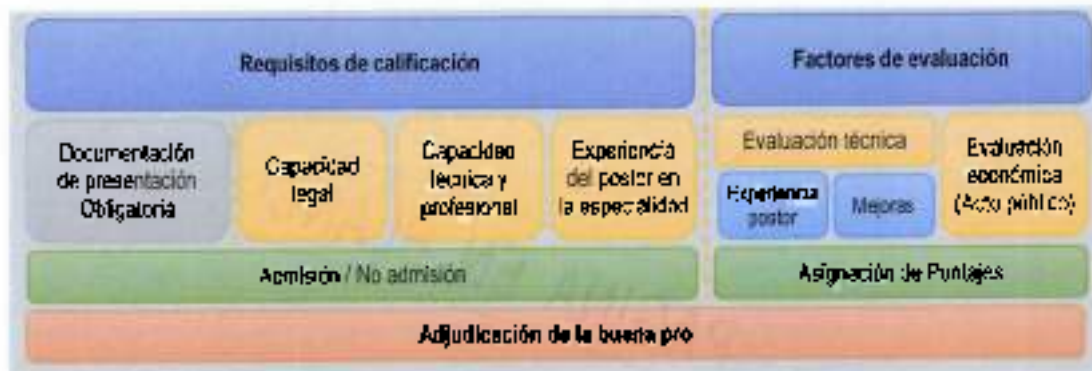 Requisitos de calificación
Factores de evaluación
Documentación
de presentación
Obligatoria
Capacidad
legal
Capacidad
técnica y
profesional
Experiencia
del postor en
la especialidad
Evaluación técnica
Experiencia
postor
Mejoras
Evaluación
económica
(Acto público)
Admisión / No admisión
Asignación de Puntajes
Adjudicación de la buena pro